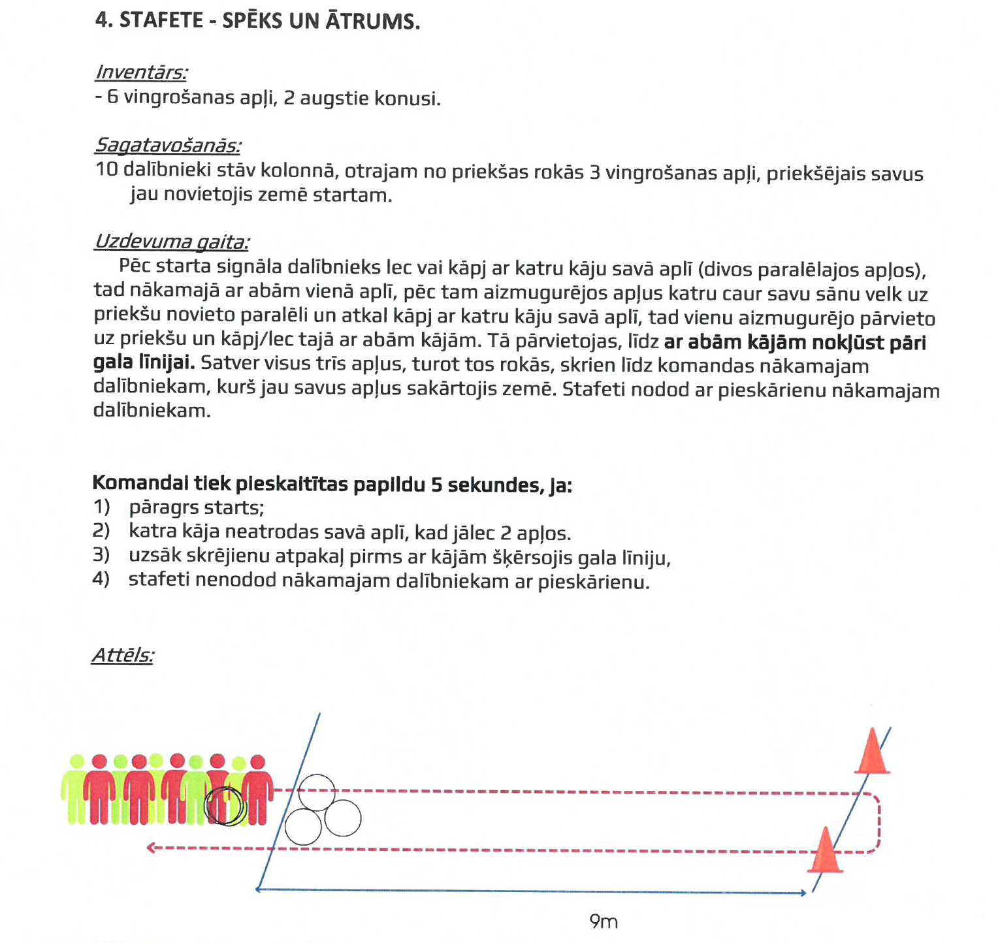 4. STAFETE - SPĒKS UN ĀTRUMS.
Inventārs:
- 6 vingrošanas apļi, 2 augstie konusi.
Sagatavošanās:
10 dalībnieki stāv kolonnā, otrajam no priekšas rokās 3 vingrošanas apļi, priekšējais savus
jau novietojis zemē startam.
Uzdevuma gaita:
Pēc starta signāla dalībnieks lec vai kāpj ar katru kāju savā aplī (divos paralēlajos apļos),
tad nākamajā ar abām vienā aplī, pēc tam aizmugurējos apļus katru caur savu sānu velk uz
priekšu novieto paralēli un atkal kāpj ar katru kāju savā aplī, tad vienu aizmugurējo pārvieto
uz priekšu un kāpj/lec tajā ar abām kājām. Tā pārvietojas, līdz ar abām kājām nokļūst pāri
gala līnijai. Satver visus trīs apļus, turot tos rokās, skrien līdz komandas nākamajam
dalībniekam, kurš jau savus apļus sakārtojis zemē. Stafeti nodod ar pieskārienu nākamajam
dalībniekam.
Komandai tiek pieskaitītas papildu 5 sekundes, ja:
1) pāragrs starts;
2) katra kāja neatrodas savā aplī, kad jālec 2 apļos.
3) uzsāk skrējienu atpakaļ pirms ar kājām šķērsojis gala līniju,
4) stafeti nenodod nākamajam dalībniekam ar pieskārienu.
Attēls:
9m